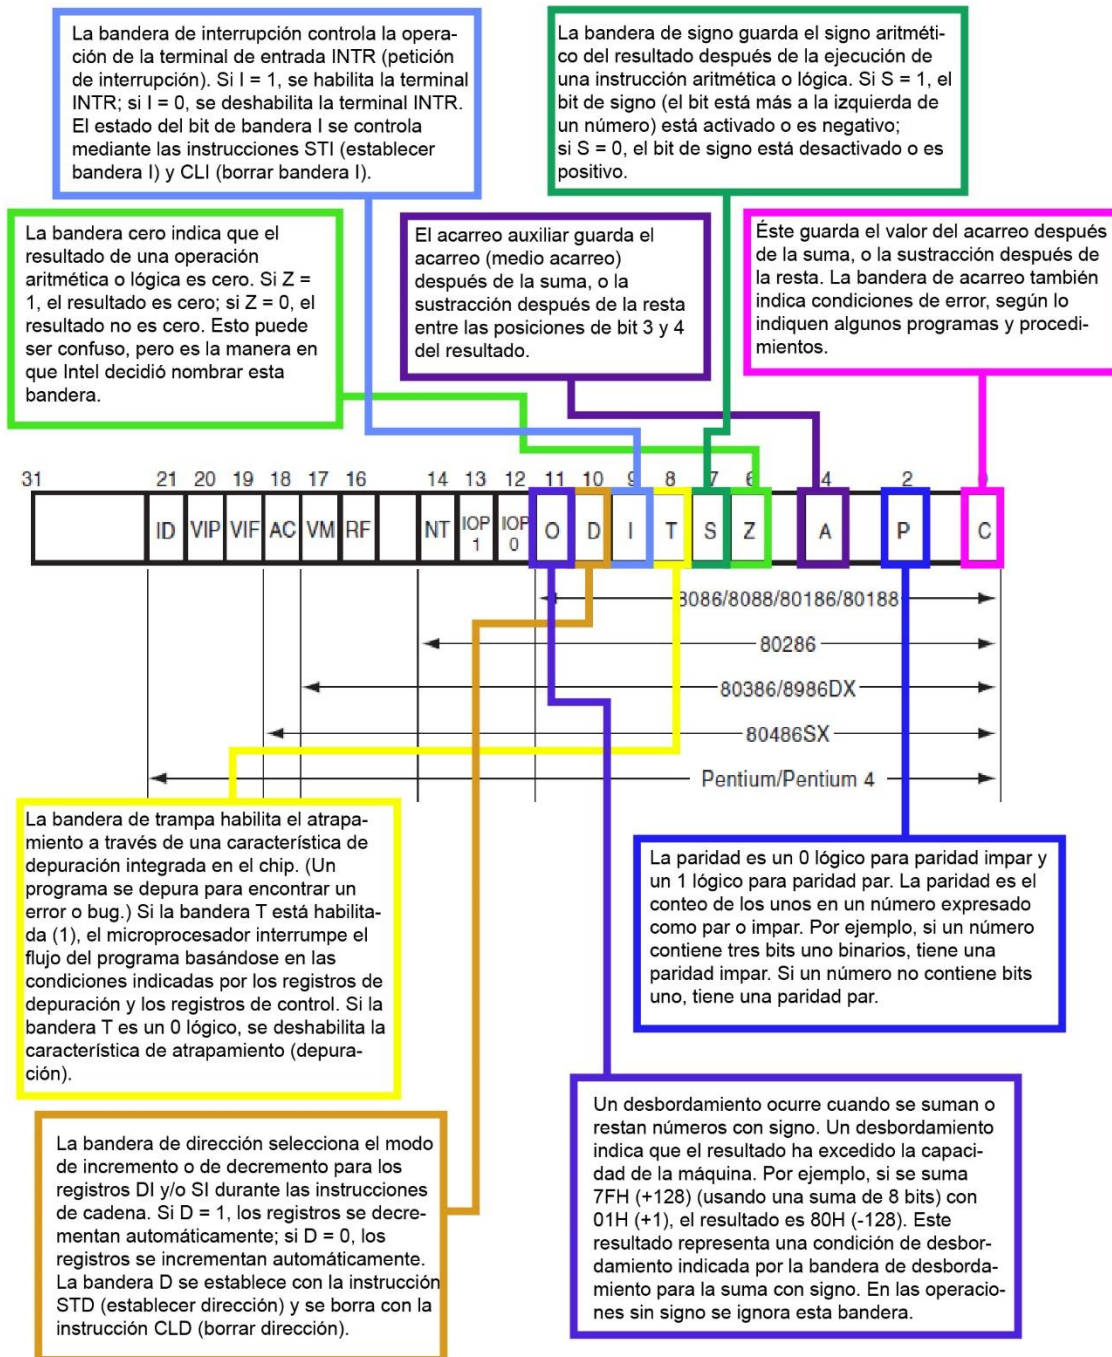 La bandera de interrupción controla la opera-
ción de la terminal de entrada INTR (petición
de interrupción). Si I = 1, se habilita la terminal
INTR; si I = 0, se deshabilita la terminal INTR.
El estado del bit de bandera I se controla
mediante las instrucciones STI (establecer
bandera I) y CLI (borrar bandera I).
La bandera de signo guarda el signo aritméti-
co del resultado después de la ejecución de
una instrucción aritmética o lógica. Si S = 1, el
bit de signo (el bit está más a la izquierda de
un número) está activado o es negativo;
si S = 0, el bit de signo está desactivado o es
positivo.
La bandera cero indica que el
resultado de una operación
aritmética o lógica es cero. Si Z =
1, el resultado es cero; si Z = 0, el
resultado no es cero. Esto puede
ser confuso, pero es la manera en
que Intel decidió nombrar esta
bandera.
El acarreo auxiliar guarda el
acarreo (medio acarreo)
después de la suma, o la
sustracción después de la resta
entre las posiciones de bit 3 y 4
del resultado.
Éste guarda el valor del acarreo después
de la suma, o la sustracción después de
la resta. La bandera de acarreo también
indica condiciones de error, según lo
indiquen algunos programas y procedi-
mientos.
31 21 20 19 18 17 16 14 13 12 11 10 9 8 7 6 4 2
ID VIP VIF AC VM RF NT IOP 1 IOP 0 O D I T S Z A P C
8086/8088/80186/80188
80286
80386/8986DX
80486SX
Pentium/Pentium 4
La bandera de trampa habilita el atrapa-
miento a través de una característica de
depuración integrada en el chip. (Un
programa se depura para encontrar un
error o bug.) Si la bandera T está habilita-
da (1), el microprocesador interrumpe el
flujo del programa basándose en las
condiciones indicadas por los registros de
depuración y los registros de control. Si la
bandera T es un 0 lógico, se deshabilita la
característica de atrapamiento (depura-
ción).
La paridad es un 0 lógico para paridad impar y
un 1 lógico para paridad par. La paridad es el
conteo de los unos en un número expresado
como par o impar. Por ejemplo, si un número
contiene tres bits uno binarios, tiene una
paridad impar. Si un número no contiene bits
uno, tiene una paridad par.
La bandera de dirección selecciona el modo
de incremento o de decremento para los
registros DI y/o SI durante las instrucciones
de cadena. Si D = 1, los registros se decre-
mentan automáticamente; si D = 0, los
registros se incrementan automáticamente.
La bandera D se establece con la instrucción
STD (establecer dirección) y se borra con la
instrucción CLD (borrar dirección).
Un desbordamiento ocurre cuando se suman o
restan números con signo. Un desbordamiento
indica que el resultado ha excedido la capaci-
dad de la máquina. Por ejemplo, si se suma
7FH (+128) (usando una suma de 8 bits) con
01H (+1), el resultado es 80H (-128). Este
resultado representa una condición de desbor-
damiento indicada por la bandera de desborda-
miento para la suma con signo. En las operacio-
nes sin signo se ignora esta bandera.